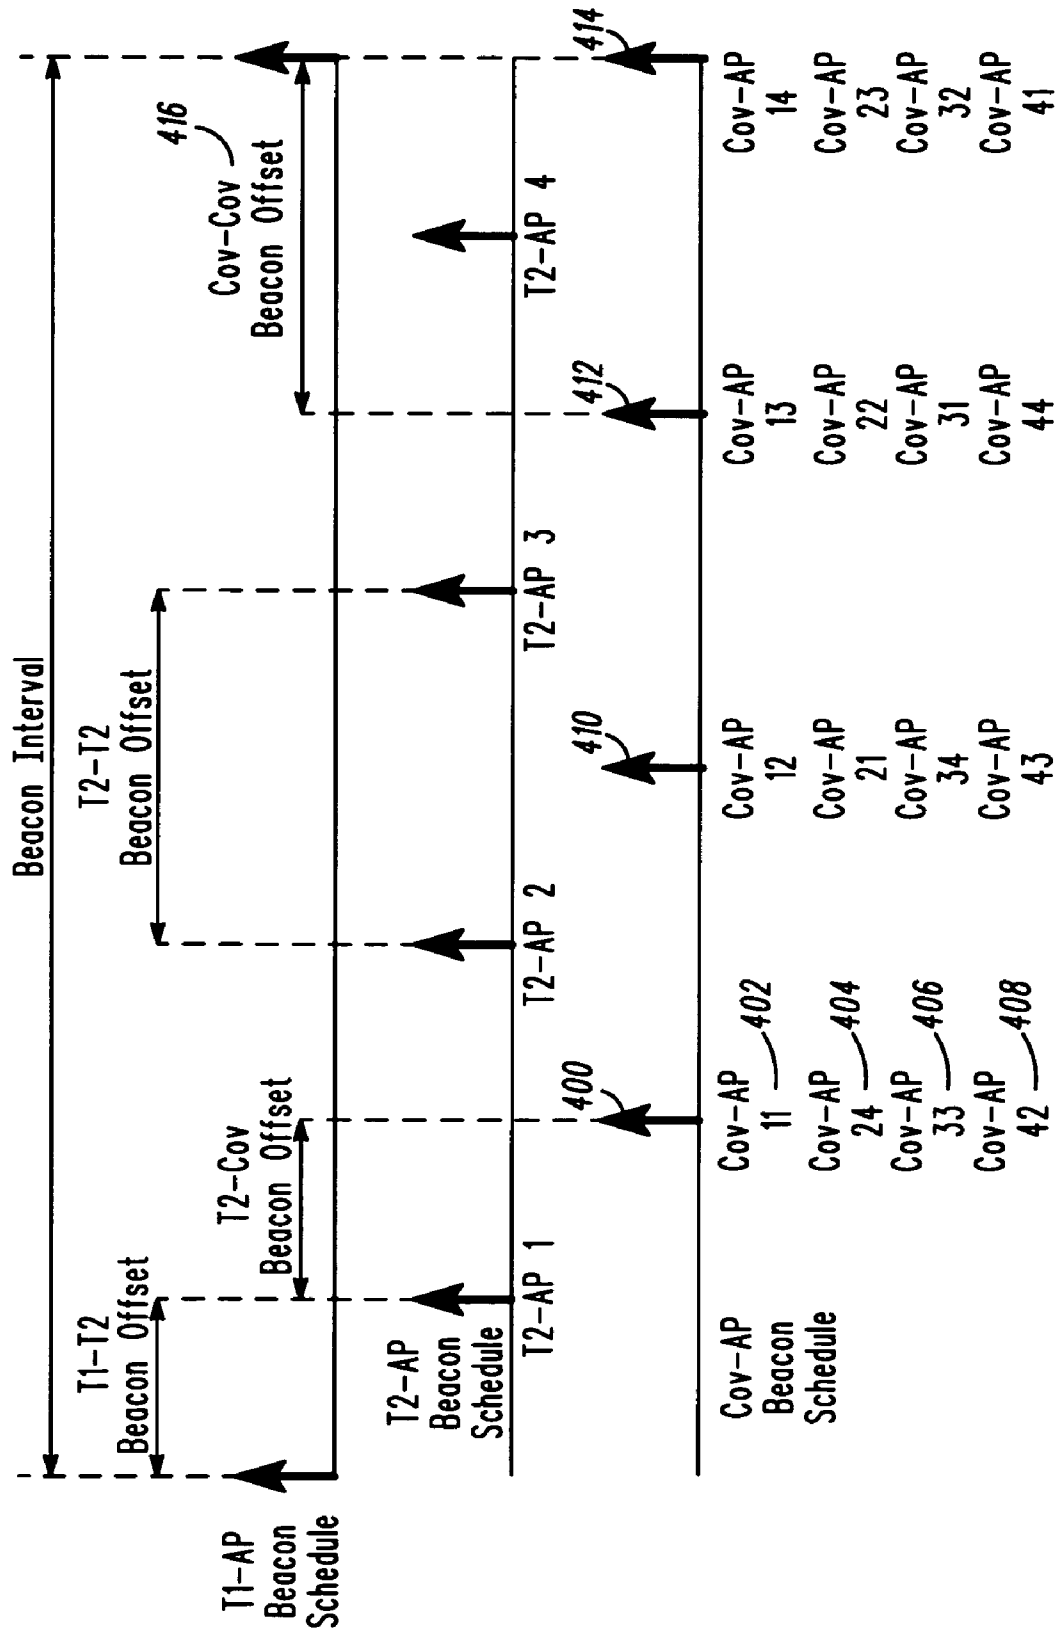 Beacon Interval
T1-T2
Beacon Offset
T2-T2
Beacon Offset
T2-Cov
Beacon Offset
Cov-Cov
Beacon Offset
416
T1-AP
Beacon
Schedule
T2-AP
Beacon
Schedule
T2-AP 1
T2-AP 2
T2-AP 3
T2-AP 4
400
410
412
414
Cov-AP
Beacon
Schedule
Cov-AP
11
402
Cov-AP
24
404
Cov-AP
33
406
Cov-AP
42
408
Cov-AP
12
Cov-AP
21
Cov-AP
34
Cov-AP
43
Cov-AP
13
Cov-AP
22
Cov-AP
31
Cov-AP
44
Cov-AP
14
Cov-AP
23
Cov-AP
32
Cov-AP
41